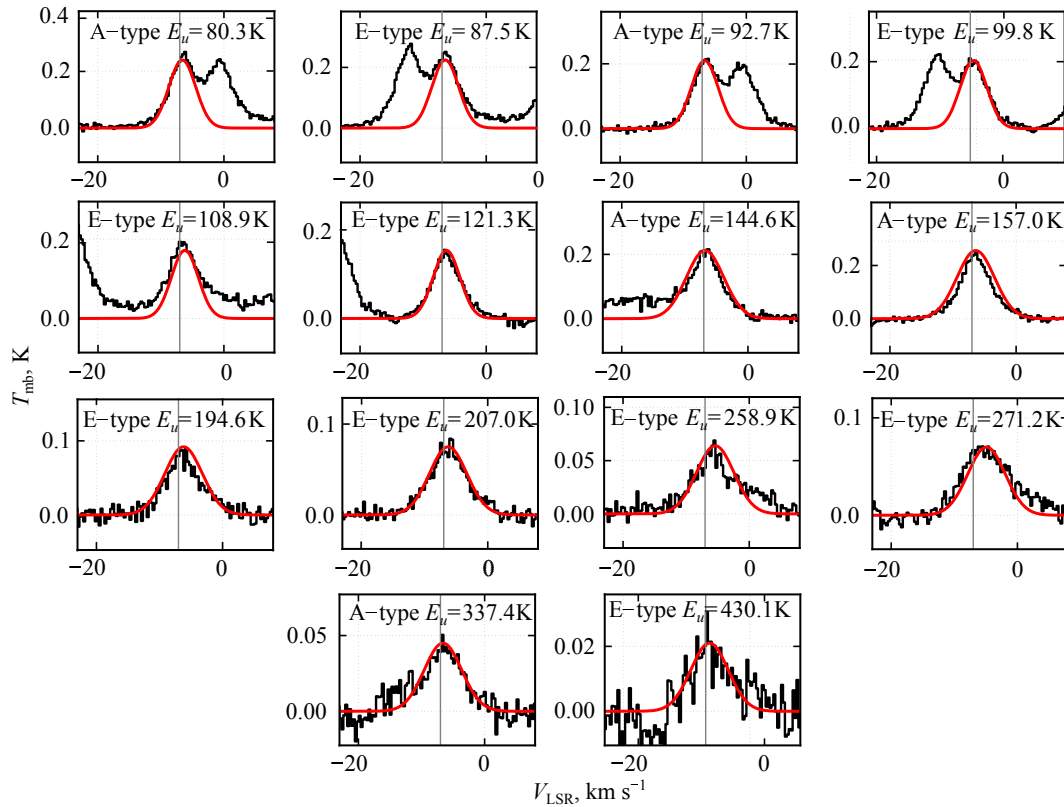 A−type E_u=80.3 K
E−type E_u=87.5 K
A−type E_u=92.7 K
E−type E_u=99.8 K
0.4
0.2
0.0
0.2
0.0
0.2
0.0
0.2
0.0
−20 0
−20 0
−20 0
−20 0
E−type E_u=108.9 K
E−type E_u=121.3 K
A−type E_u=144.6 K
A−type E_u=157.0 K
0.2
0.0
0.2
0.0
0.2
0.0
0.2
0.0
−20 0
−20 0
−20 0
−20 0
T_mb, K
E−type E_u=194.6 K
E−type E_u=207.0 K
E−type E_u=258.9 K
E−type E_u=271.2 K
0.1
0.0
0.1
0.0
0.10
0.05
0.00
0.1
0.0
−20 0
−20 0
−20 0
−20 0
A−type E_u=337.4 K
E−type E_u=430.1 K
0.05
0.00
0.02
0.00
−20 0
−20 0
V_LSR, km s⁻¹